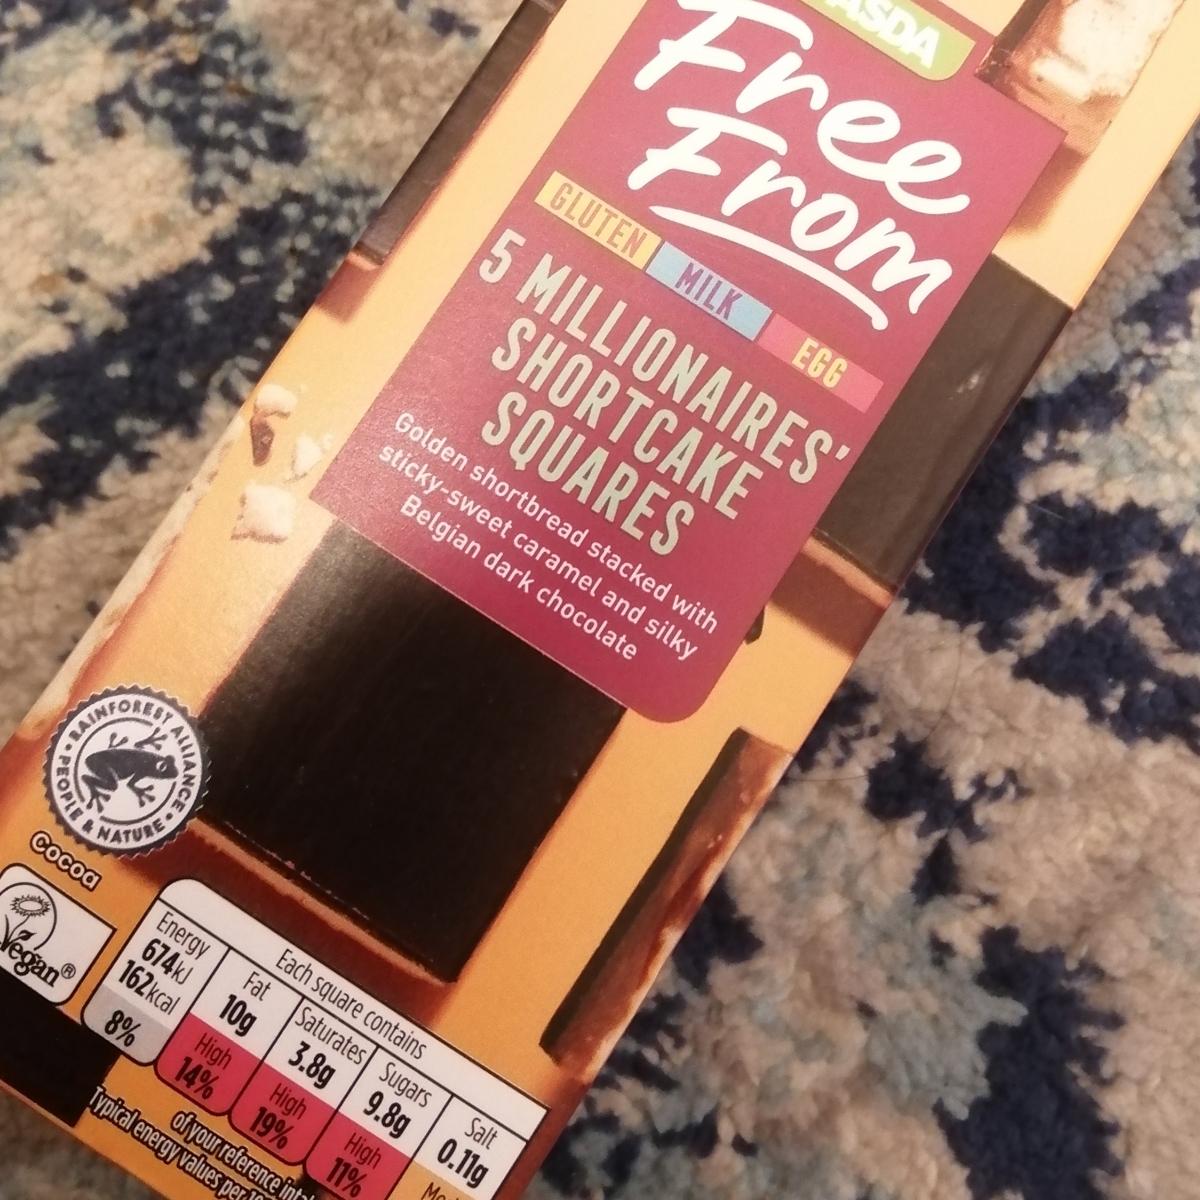 ASDA
Free
From
GLUTEN MILK EGG
5 MILLIONAIRES'
SHORTCAKE
SQUARES
Golden shortbread stacked with
sticky-sweet caramel and silky
Belgian dark chocolate
RAINFOREST ALLIANCE
• PEOPLE & NATURE •
COCOA
Vegan®
Each square contains
Energy Fat Saturates Sugars Salt
674kJ 10g 3.8g 9.8g 0.11g
162kcal
8% High High High
14% 19% 11%
of your reference
Typical energy values per